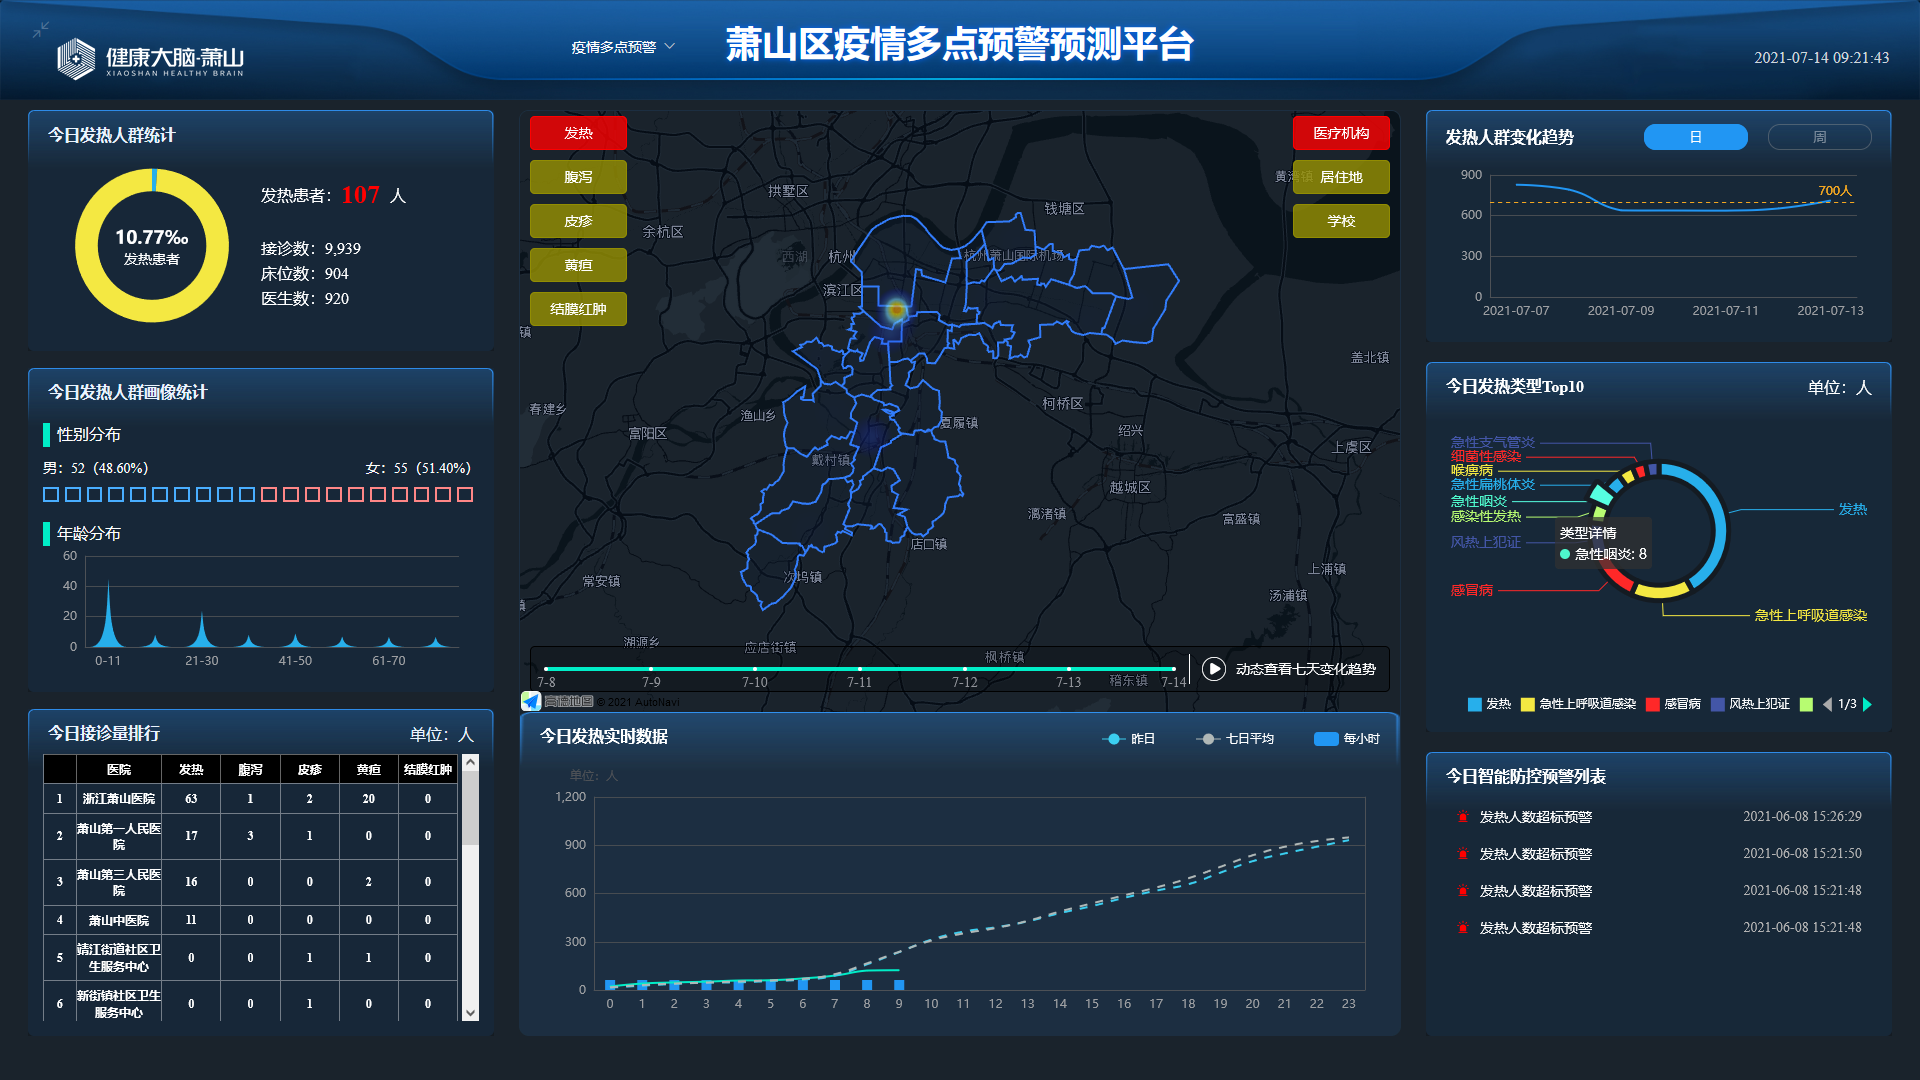 健康大脑·萧山
XIAOSHAN HEALTHY BRAIN
疫情多点预警
萧山区疫情多点预警预测平台
2021-07-14 09:21:43
今日发热人群统计
10.77‰
发热患者
发热患者：107 人
接诊数：9,939
床位数：904
医生数：920
今日发热人群画像统计
性别分布
男：52（48.60%）
女：55（51.40%）
年龄分布
60
40
20
0
0-11
21-30
41-50
61-70
今日接诊量排行
单位：人
医院 发热 腹泻 皮疹 黄疸 结膜红肿
1 浙江萧山医院 63 1 2 20 0
2 萧山第一人民医院 17 3 1 0 0
3 萧山第三人民医院 16 0 0 2 0
4 萧山中医院 11 0 0 0 0
5 靖江街道社区卫生服务中心 0 0 1 1 0
6 新街镇社区卫生服务中心 0 0 1 0 0
发热
腹泻
皮疹
黄疸
结膜红肿
医疗机构
居住地
学校
拱墅区
钱塘区
余杭区
西湖
杭州
杭州萧山国际机场
滨江区
镇
盖北镇
春建乡
渔山乡
富阳区
柯桥区
夏履镇
绍兴
上虞区
戴村镇
越城区
漓渚镇
富盛镇
店口镇
常安镇
次坞镇
上浦镇
汤浦镇
湖源乡
应店街镇
枫桥镇
稽东镇
7-8
7-9
7-10
7-11
7-12
7-13
7-14
动态查看七天变化趋势
高德地图 © 2021 AutoNavi
今日发热实时数据
昨日
七日平均
每小时
单位：人
1,200
900
600
300
0
0 1 2 3 4 5 6 7 8 9 10 11 12 13 14 15 16 17 18 19 20 21 22 23
发热人群变化趋势
日
周
900
600
300
0
700人
2021-07-07
2021-07-09
2021-07-11
2021-07-13
今日发热类型Top10
单位：人
急性支气管炎
细菌性感染
喉痹病
急性扁桃体炎
急性咽炎
感染性发热
风热上犯证
感冒病
发热
急性上呼吸道感染
类型详情
急性咽炎: 8
发热
急性上呼吸道感染
感冒病
风热上犯证
1/3
今日智能防控预警列表
发热人数超标预警 2021-06-08 15:26:29
发热人数超标预警 2021-06-08 15:21:50
发热人数超标预警 2021-06-08 15:21:48
发热人数超标预警 2021-06-08 15:21:48